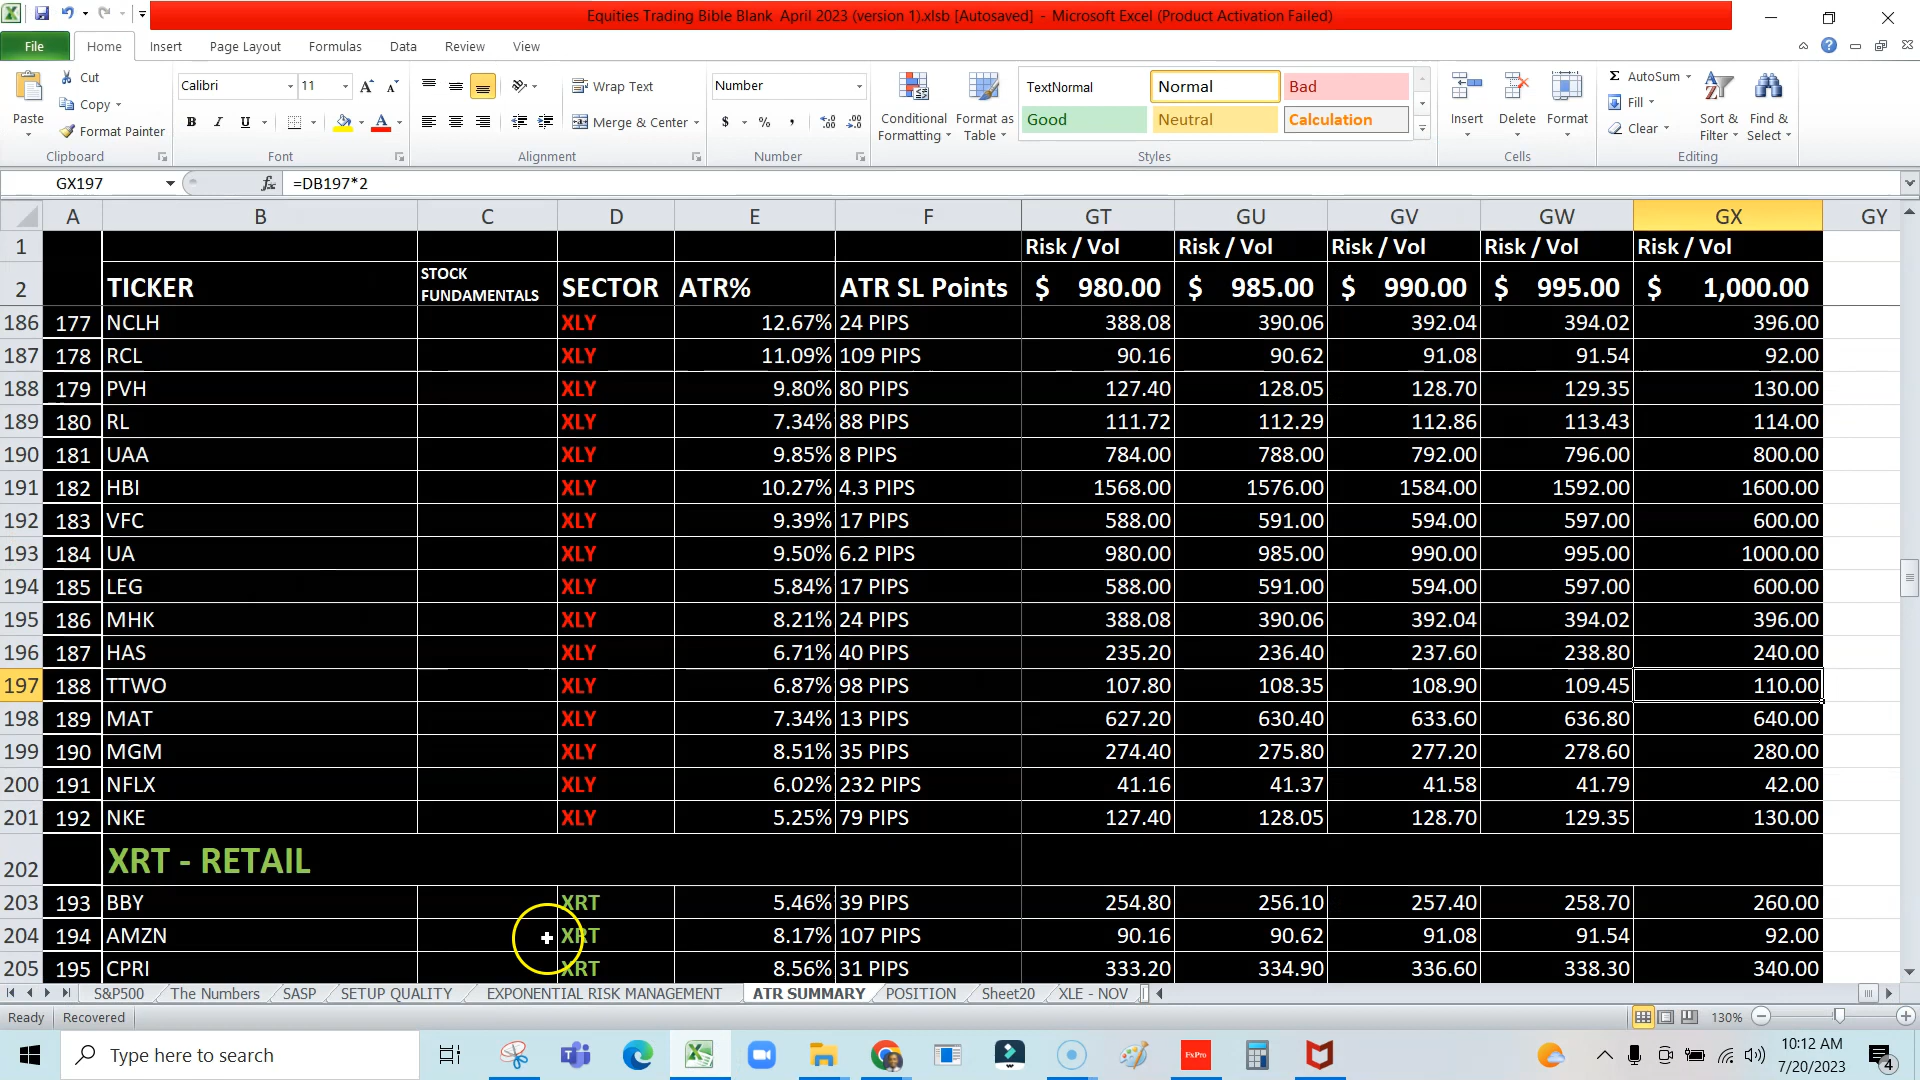 Equities Trading Bible Blank April 2023 (version 1).xlsb [Autosaved] - Microsoft Excel (Product Activation Failed)
File Home Insert Page Layout Formulas Data Review View
Paste Cut Copy Format Painter Clipboard
Calibri 11 B I U Font
Wrap Text Merge & Center Alignment
Number $ % , Number
Conditional Formatting Format as Table TextNormal Normal Bad Good Neutral Calculation Styles
Insert Delete Format Cells
Σ AutoSum Fill Clear Sort & Filter Find & Select Editing
GX197 fx =DB197*2
A B C D E F GT GU GV GW GX GY
1 Risk / Vol Risk / Vol Risk / Vol Risk / Vol Risk / Vol
2 TICKER STOCK FUNDAMENTALS SECTOR ATR% ATR SL Points $ 980.00 $ 985.00 $ 990.00 $ 995.00 $ 1,000.00
186 177 NCLH XLY 12.67% 24 PIPS 388.08 390.06 392.04 394.02 396.00
187 178 RCL XLY 11.09% 109 PIPS 90.16 90.62 91.08 91.54 92.00
188 179 PVH XLY 9.80% 80 PIPS 127.40 128.05 128.70 129.35 130.00
189 180 RL XLY 7.34% 88 PIPS 111.72 112.29 112.86 113.43 114.00
190 181 UAA XLY 9.85% 8 PIPS 784.00 788.00 792.00 796.00 800.00
191 182 HBI XLY 10.27% 4.3 PIPS 1568.00 1576.00 1584.00 1592.00 1600.00
192 183 VFC XLY 9.39% 17 PIPS 588.00 591.00 594.00 597.00 600.00
193 184 UA XLY 9.50% 6.2 PIPS 980.00 985.00 990.00 995.00 1000.00
194 185 LEG XLY 5.84% 17 PIPS 588.00 591.00 594.00 597.00 600.00
195 186 MHK XLY 8.21% 24 PIPS 388.08 390.06 392.04 394.02 396.00
196 187 HAS XLY 6.71% 40 PIPS 235.20 236.40 237.60 238.80 240.00
197 188 TTWO XLY 6.87% 98 PIPS 107.80 108.35 108.90 109.45 110.00
198 189 MAT XLY 7.34% 13 PIPS 627.20 630.40 633.60 636.80 640.00
199 190 MGM XLY 8.51% 35 PIPS 274.40 275.80 277.20 278.60 280.00
200 191 NFLX XLY 6.02% 232 PIPS 41.16 41.37 41.58 41.79 42.00
201 192 NKE XLY 5.25% 79 PIPS 127.40 128.05 128.70 129.35 130.00
202 XRT - RETAIL
203 193 BBY XRT 5.46% 39 PIPS 254.80 256.10 257.40 258.70 260.00
204 194 AMZN XRT 8.17% 107 PIPS 90.16 90.62 91.08 91.54 92.00
205 195 CPRI XRT 8.56% 31 PIPS 333.20 334.90 336.60 338.30 340.00
S&P500 The Numbers SASP SETUP QUALITY EXPONENTIAL RISK MANAGEMENT ATR SUMMARY POSITION Sheet20 XLE - NOV
Ready Recovered 130%
Type here to search FxPro 10:12 AM
7/20/2023 4